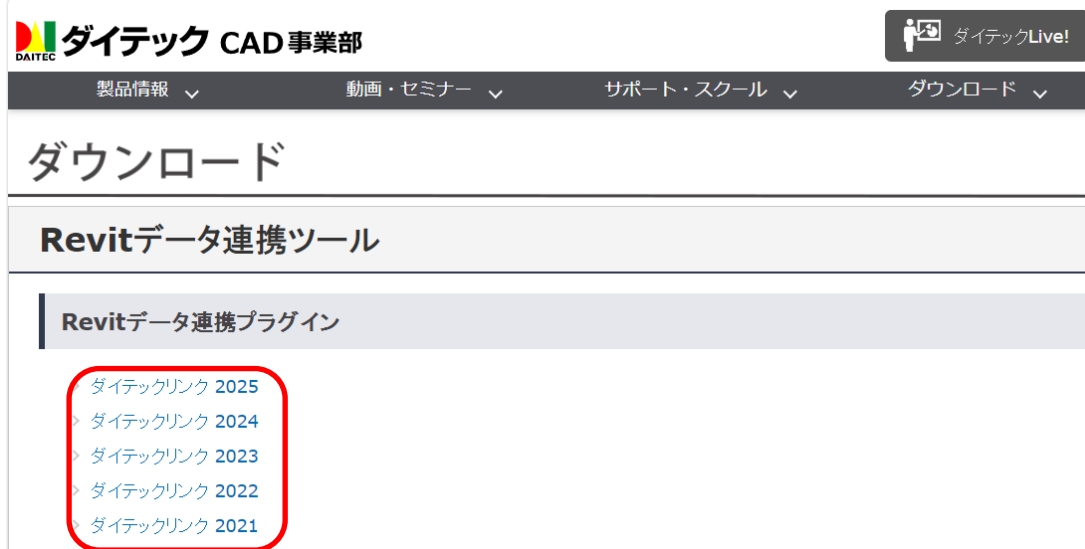 DAITEC ダイテック CAD事業部
ダイテックLive!
製品情報 動画・セミナー サポート・スクール ダウンロード
ダウンロード
Revitデータ連携ツール
Revitデータ連携プラグイン
ダイテックリンク 2025
ダイテックリンク 2024
ダイテックリンク 2023
ダイテックリンク 2022
ダイテックリンク 2021